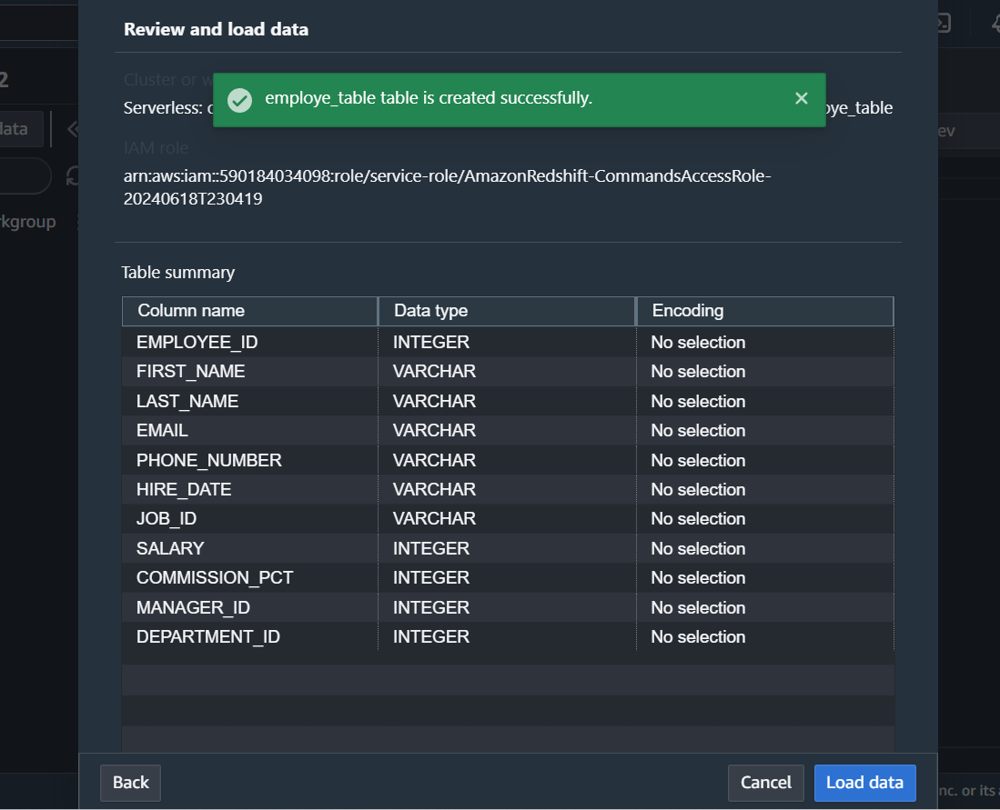 Review and load data
2
Cluster or w
employe_table table is created successfully.
Serverless: c
oye_table
data
ev
IAM role
arn:aws:iam::590184034098:role/service-role/AmazonRedshift-CommandsAccessRole-
20240618T230419
rkgroup
Table summary
Column name Data type Encoding
EMPLOYEE_ID INTEGER No selection
FIRST_NAME VARCHAR No selection
LAST_NAME VARCHAR No selection
EMAIL VARCHAR No selection
PHONE_NUMBER VARCHAR No selection
HIRE_DATE VARCHAR No selection
JOB_ID VARCHAR No selection
SALARY INTEGER No selection
COMMISSION_PCT INTEGER No selection
MANAGER_ID INTEGER No selection
DEPARTMENT_ID INTEGER No selection
Back Cancel Load data
nc. or its a